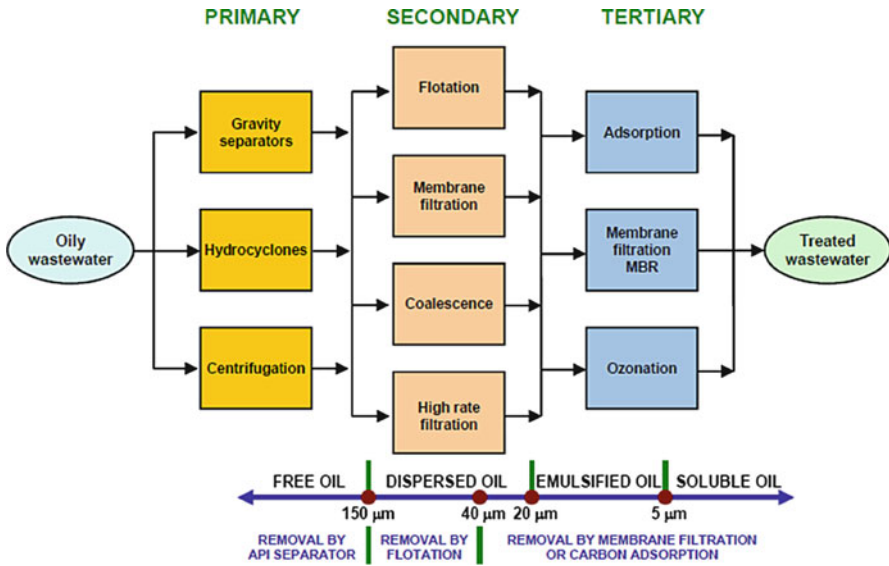 PRIMARY
SECONDARY
TERTIARY
Oily
wastewater
Gravity
separators
Hydrocyclones
Centrifugation
Flotation
Membrane
filtration
Coalescence
High rate
filtration
Adsorption
Membrane
filtration
MBR
Ozonation
Treated
wastewater
FREE OIL
DISPERSED OIL
EMULSIFIED OIL
SOLUBLE OIL
150 µm
40 µm
20 µm
5 µm
REMOVAL BY
API SEPARATOR
REMOVAL BY
FLOTATION
REMOVAL BY MEMBRANE FILTRATION
OR CARBON ADSORPTION